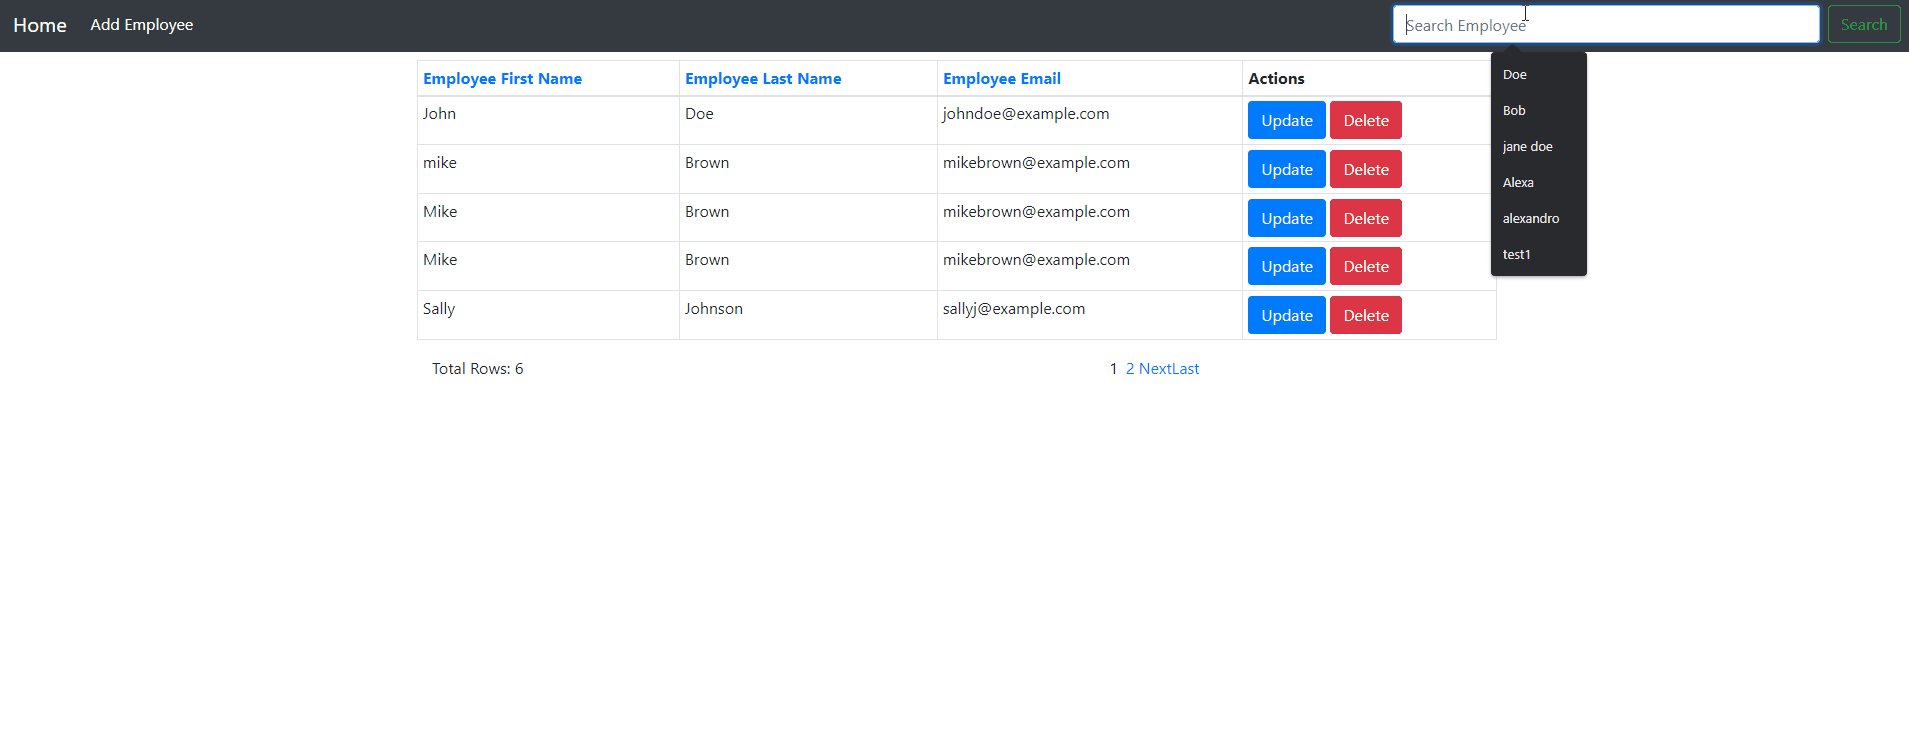 Home Add Employee Search Employee Search
Employee First Name Employee Last Name Employee Email Actions
John Doe johndoe@example.com Update Delete
mike Brown mikebrown@example.com Update Delete
Mike Brown mikebrown@example.com Update Delete
Mike Brown mikebrown@example.com Update Delete
Sally Johnson sallyj@example.com Update Delete
Total Rows: 6 1 2 NextLast
Doe
Bob
jane doe
Alexa
alexandro
test1